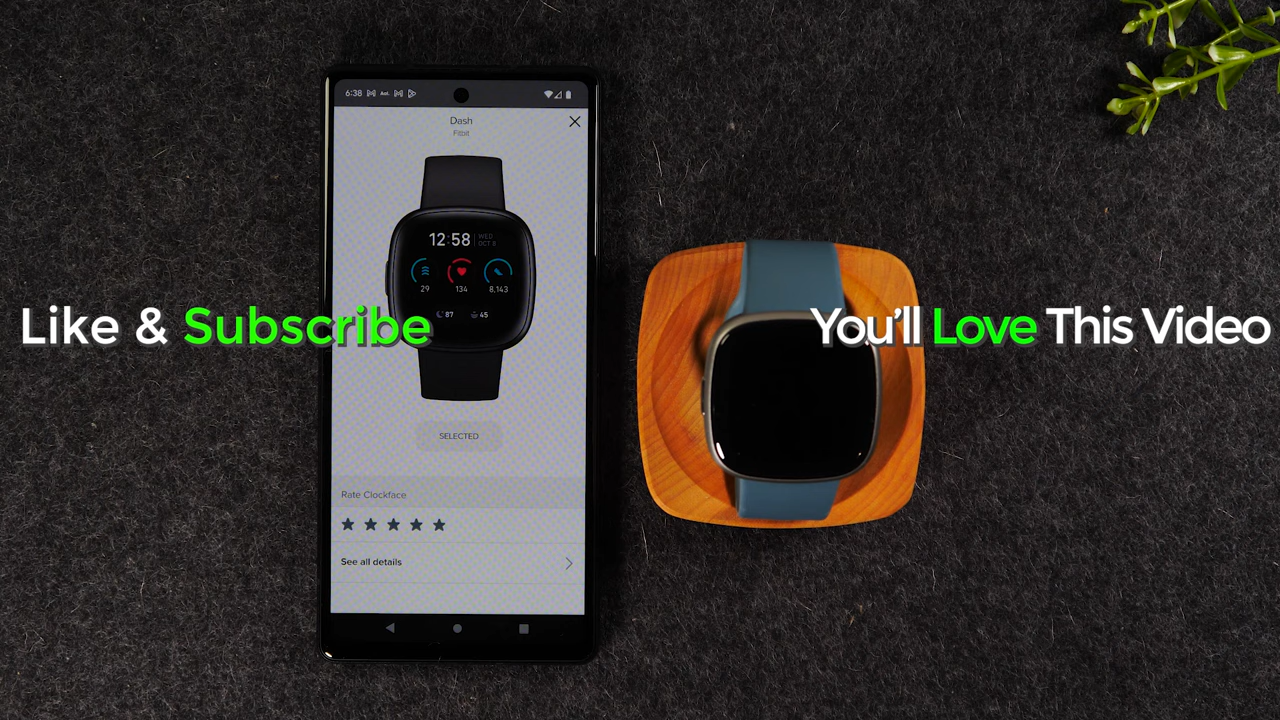 6:38
Dash
Fitbit
12:58
WED
OCT 8
29
134
8,143
87
45
Like & Subscribe
You'll Love This Video
SELECTED
Rate Clockface
See all details